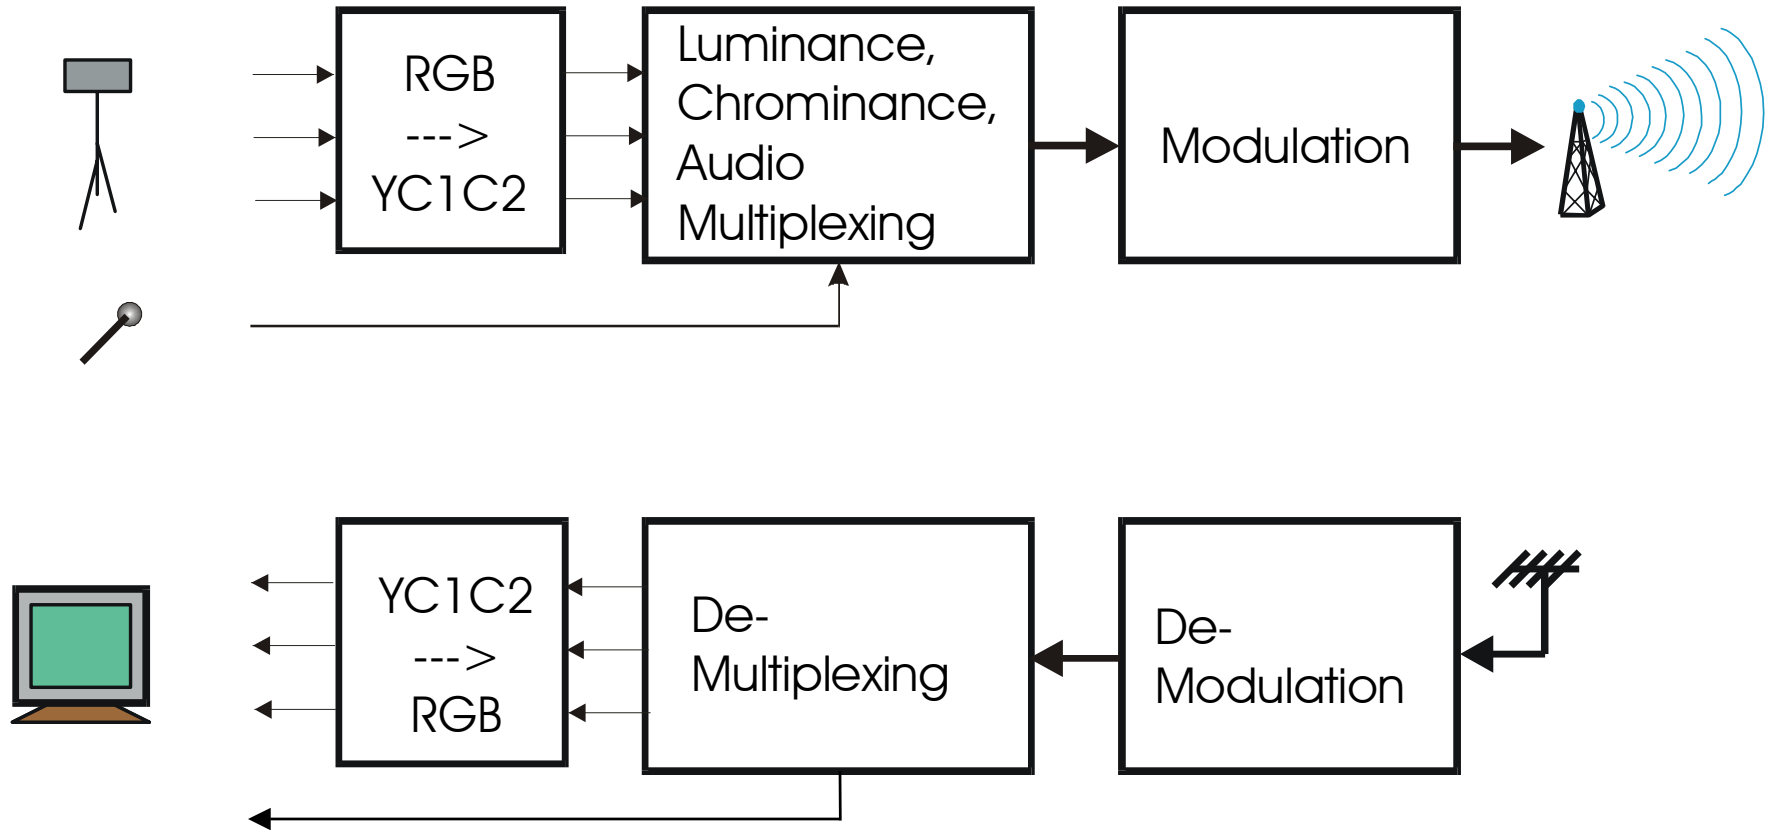 RGB
--->
YC1C2
Luminance,
Chrominance,
Audio
Multiplexing
Modulation
YC1C2
--->
RGB
De-
Multiplexing
De-
Modulation